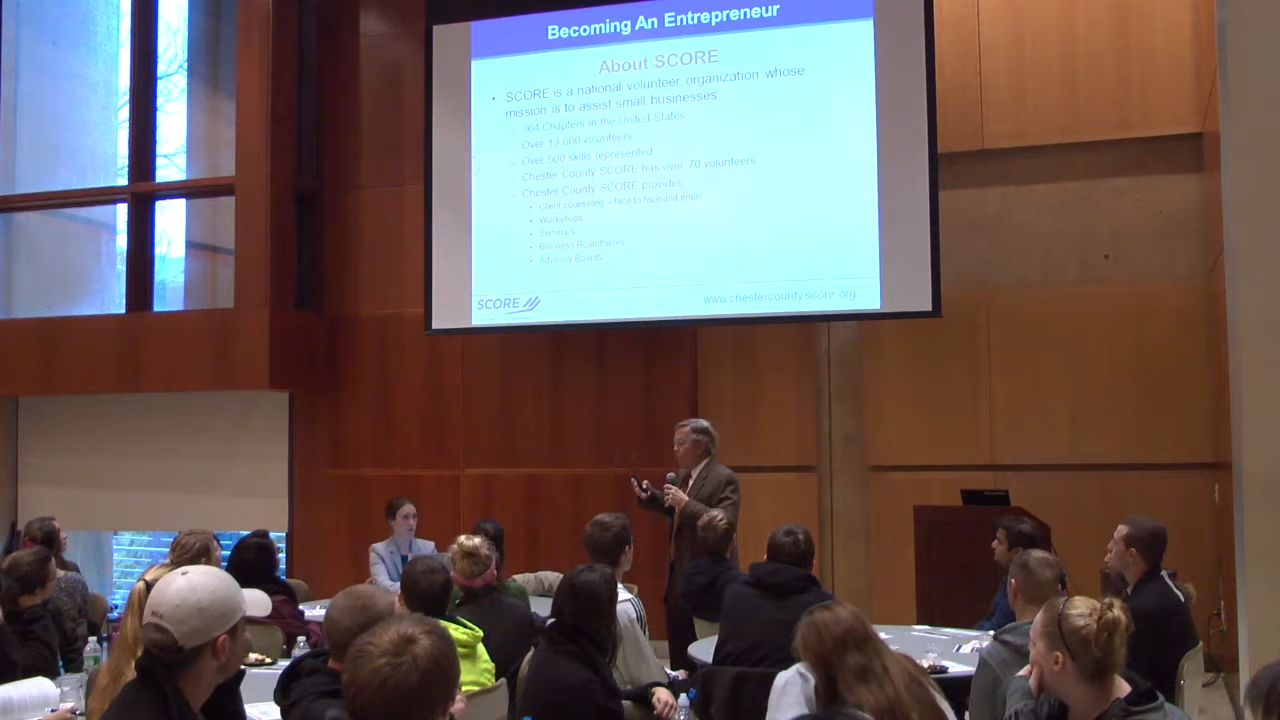 Becoming An Entrepreneur
About SCORE
• SCORE is a national volunteer organization whose
mission is to assist small businesses
– 364 Chapters in the United States
– Over 13,000 volunteers
– Over 500 skills represented
– Chester County SCORE has over 70 volunteers
– Chester County SCORE provides:
• Client counseling – face to face and email
• Workshops
• Seminars
• Business Roundtables
• Advisory Boards
SCORE
www.chestercounty.score.org